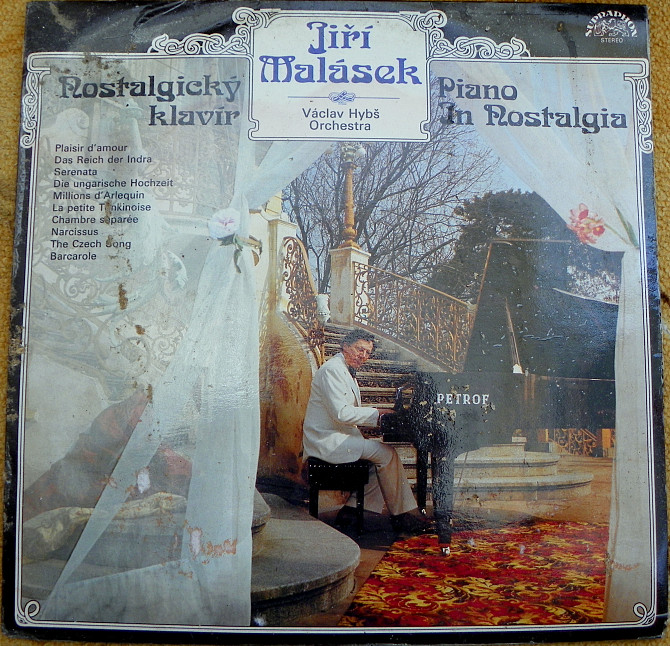 SUPRAPHON
STEREO
Jiří
Malásek
Václav Hybš
Orchestra
Nostalgický
klavír
Piano
In Nostalgia
Plaisir d'amour
Das Reich der Indra
Serenata
Die ungarische Hochzeit
Millions d'Arlequin
La petite Tonkinoise
Chambre séparée
Narcissus
The Czech Song
Barcarole
PETROF